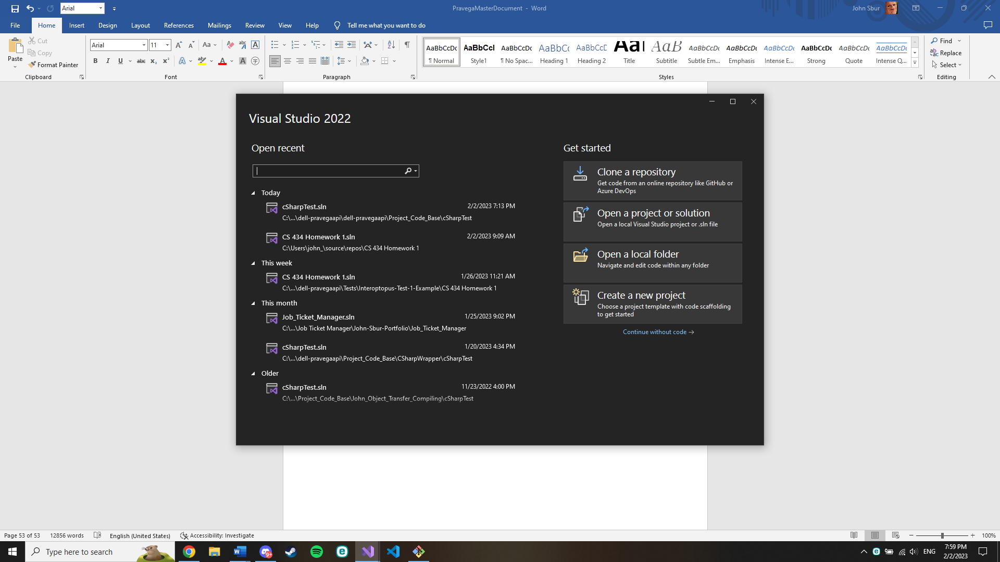 Arial
PravegaMasterDocument - Word
John Sbur
File Home Insert Design Layout References Mailings Review View Help Tell me what you want to do
Paste
Cut
Copy
Format Painter
Clipboard
Arial 11
Font
Paragraph
AaBbCcDc AaBbCcI AaBbCcDc AaBbCc AaBbCcD AaB AaB AaBbCcDc AaBbCcDc AaBbCcDc AaBbCcDc AaBbCcDc AaBbCcDc
¶ Normal Style1 ¶ No Spac... Heading 1 Heading 2 Title Subtitle Subtle Em... Emphasis Intense E... Strong Quote Intense Q...
Styles
Find
Replace
Select
Editing
Visual Studio 2022
Open recent
Today
cSharpTest.sln 2/2/2023 7:13 PM
C:\...\dell-pravegaapi\dell-pravegaapi\Project_Code_Base\cSharpTest
CS 434 Homework 1.sln 2/2/2023 9:09 AM
C:\Users\john_\source\repos\CS 434 Homework 1
This week
CS 434 Homework 1.sln 1/26/2023 11:21 AM
C:\...\dell-pravegaapi\Tests\Interoptopus-Test-1-Example\CS 434 Homework 1
This month
Job_Ticket_Manager.sln 1/25/2023 9:02 PM
C:\...\Job Ticket Manager\John-Sbur-Portfolio\Job_Ticket_Manager
cSharpTest.sln 1/20/2023 4:34 PM
C:\...\dell-pravegaapi\Project_Code_Base\CSharpWrapper\cSharpTest
Older
cSharpTest.sln 11/23/2022 4:00 PM
C:\...\Project_Code_Base\John_Object_Transfer_Compiling\cSharpTest
Get started
Clone a repository
Get code from an online repository like GitHub or
Azure DevOps
Open a project or solution
Open a local Visual Studio project or .sln file
Open a local folder
Navigate and edit code within any folder
Create a new project
Choose a project template with code scaffolding
to get started
Continue without code →
Page 53 of 53 12856 words English (United States) Accessibility: Investigate
100%
Type here to search
9+
ENG
7:59 PM
2/2/2023